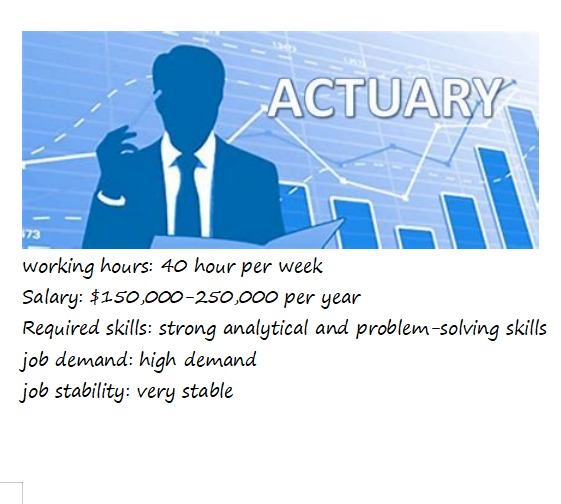 ACTUARY
73
working hours: 40 hour per week
Salary: $150,000-250,000 per year
Required skills: strong analytical and problem-solving skills
job demand: high demand
job stability: very stable